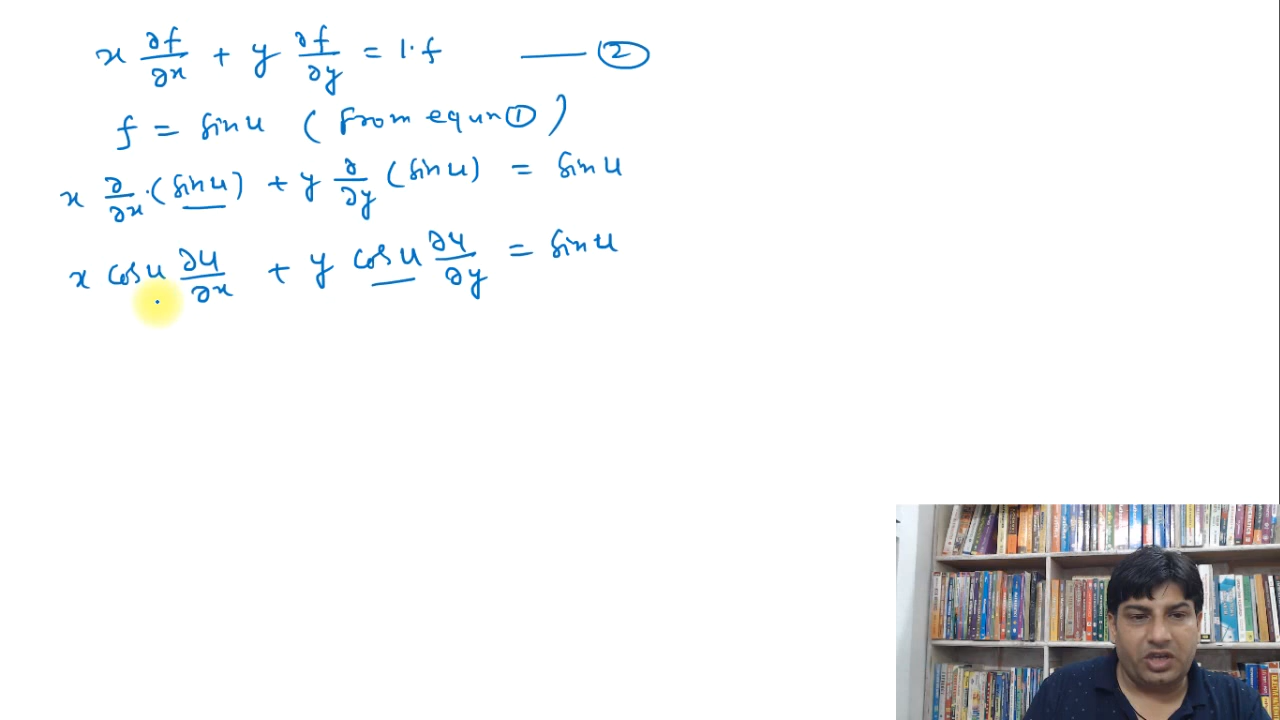 x ∂f/∂x + y ∂f/∂y = 1·f —— ②
f = sin u ( from equn ① )
x ∂/∂x · (sin u) + y ∂/∂y (sin u) = sin u
x cos u ∂u/∂x + y cos u ∂u/∂y = sin u